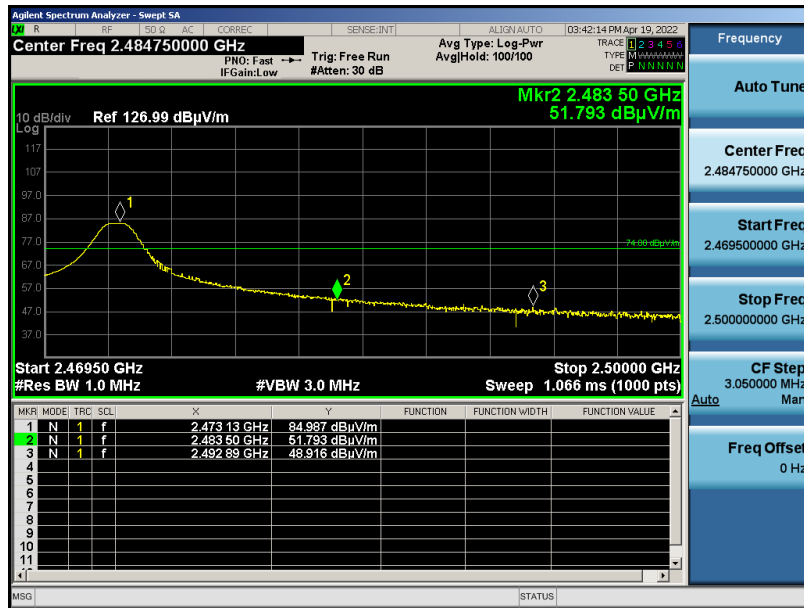 Agilent Spectrum Analyzer - Swept SA
LXI R RF 50 Ω AC CORREC SENSE:INT ALIGN AUTO 03:42:14 PM Apr 19, 2022
Center Freq 2.484750000 GHz
PNO: Fast
IFGain:Low
Trig: Free Run
#Atten: 30 dB
Avg Type: Log-Pwr
Avg|Hold: 100/100
TRACE 1 2 3 4 5 6
TYPE M
DET P N N N N N
Mkr2 2.483 50 GHz
51.793 dBµV/m
10 dB/div Ref 126.99 dBµV/m
Log
117
107
97.0
87.0
77.0
67.0
57.0
47.0
37.0
1
2
3
74.00 dBµV/m
Start 2.46950 GHz Stop 2.50000 GHz
#Res BW 1.0 MHz #VBW 3.0 MHz Sweep 1.066 ms (1000 pts)
MKR MODE TRC SCL X Y FUNCTION FUNCTION WIDTH FUNCTION VALUE
1 N 1 f 2.473 13 GHz 84.987 dBµV/m
2 N 1 f 2.483 50 GHz 51.793 dBµV/m
3 N 1 f 2.492 89 GHz 48.916 dBµV/m
4
5
6
7
8
9
10
11
MSG STATUS
Frequency
Auto Tune
Center Freq
2.484750000 GHz
Start Freq
2.469500000 GHz
Stop Freq
2.500000000 GHz
CF Step
3.050000 MHz
Auto Man
Freq Offset
0 Hz